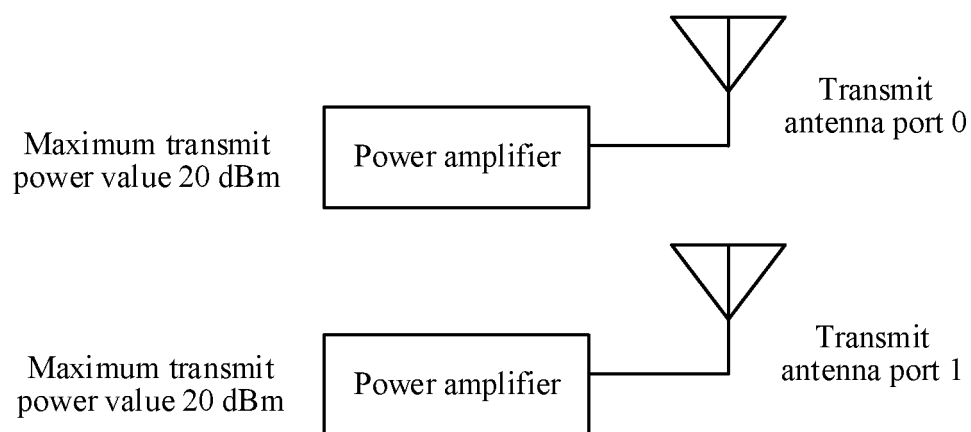 Maximum transmit
power value 20 dBm
Power amplifier
Transmit
antenna port 0
Maximum transmit
power value 20 dBm
Power amplifier
Transmit
antenna port 1